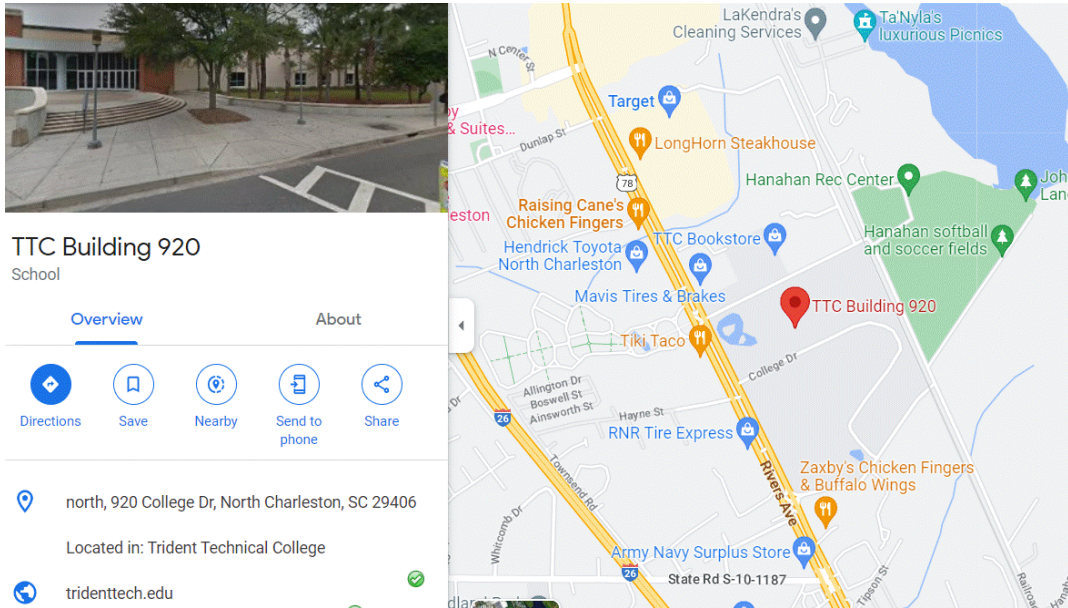 TTC Building 920
School
Overview
About
Directions
Save
Nearby
Send to
phone
Share
north, 920 College Dr, North Charleston, SC 29406
Located in: Trident Technical College
tridenttech.edu
LaKendra's
Cleaning Services
Ta'Nyla's
luxurious Picnics
N Center St
Target
& Suites...
Dunlap St
LongHorn Steakhouse
78
Hanahan Rec Center
Raising Cane's
Chicken Fingers
Hendrick Toyota
North Charleston
TTC Bookstore
Hanahan softball
and soccer fields
Mavis Tires & Brakes
TTC Building 920
Tiki Taco
College Dr
Allington Dr
Boswell St
Ainsworth St
26
Hayne St
RNR Tire Express
Rivers Ave
Zaxby's Chicken Fingers
& Buffalo Wings
Townsend Rd
Whitcomb Dr
Army Navy Surplus Store
26
State Rd S-10-1187
Tipson St